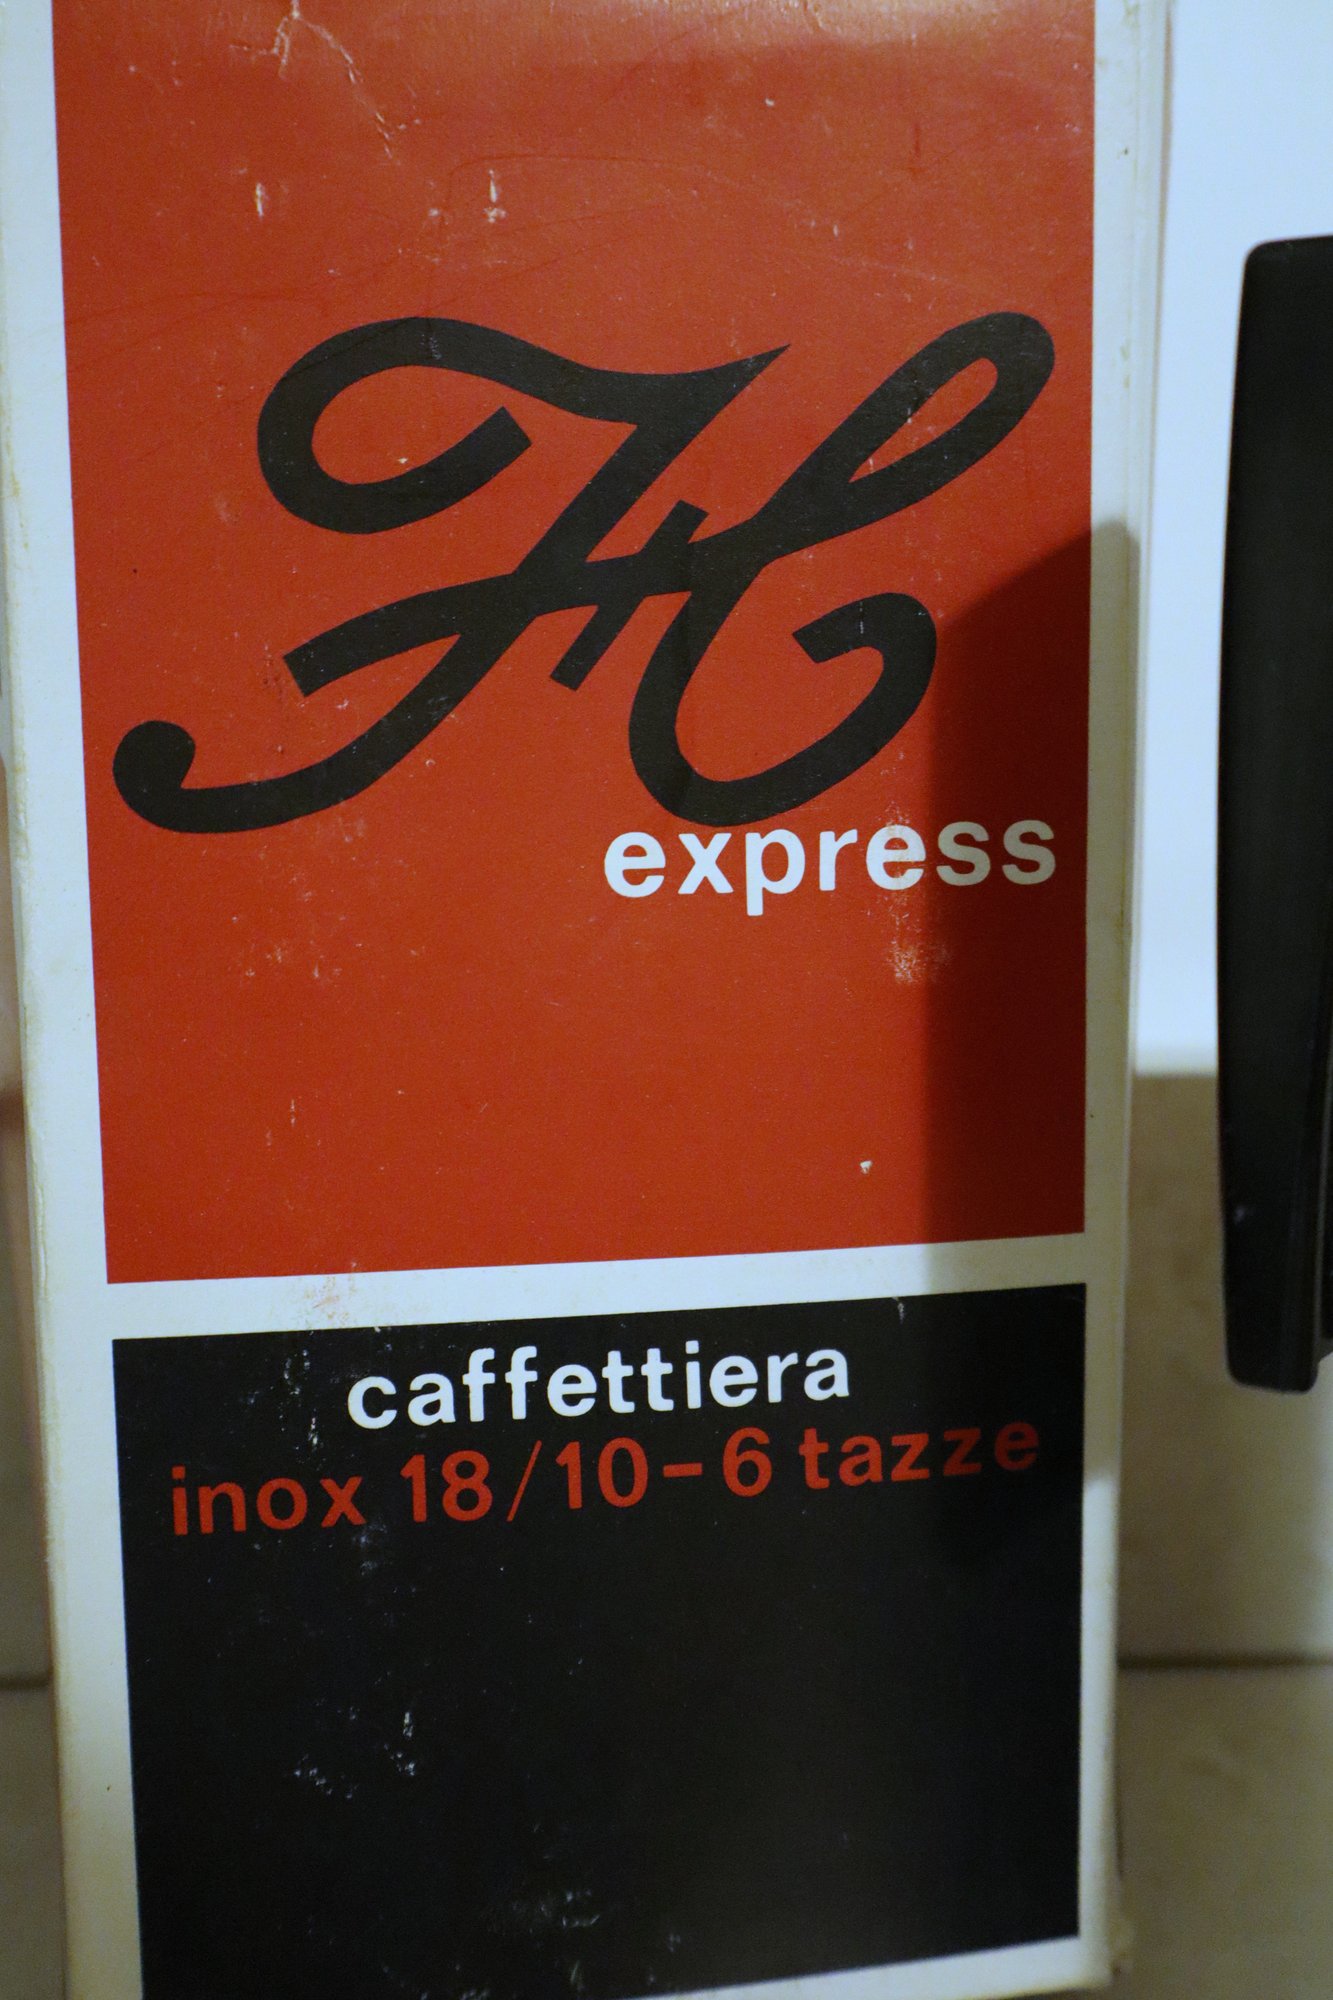 H
express
caffettiera
inox 18/10-6 tazze